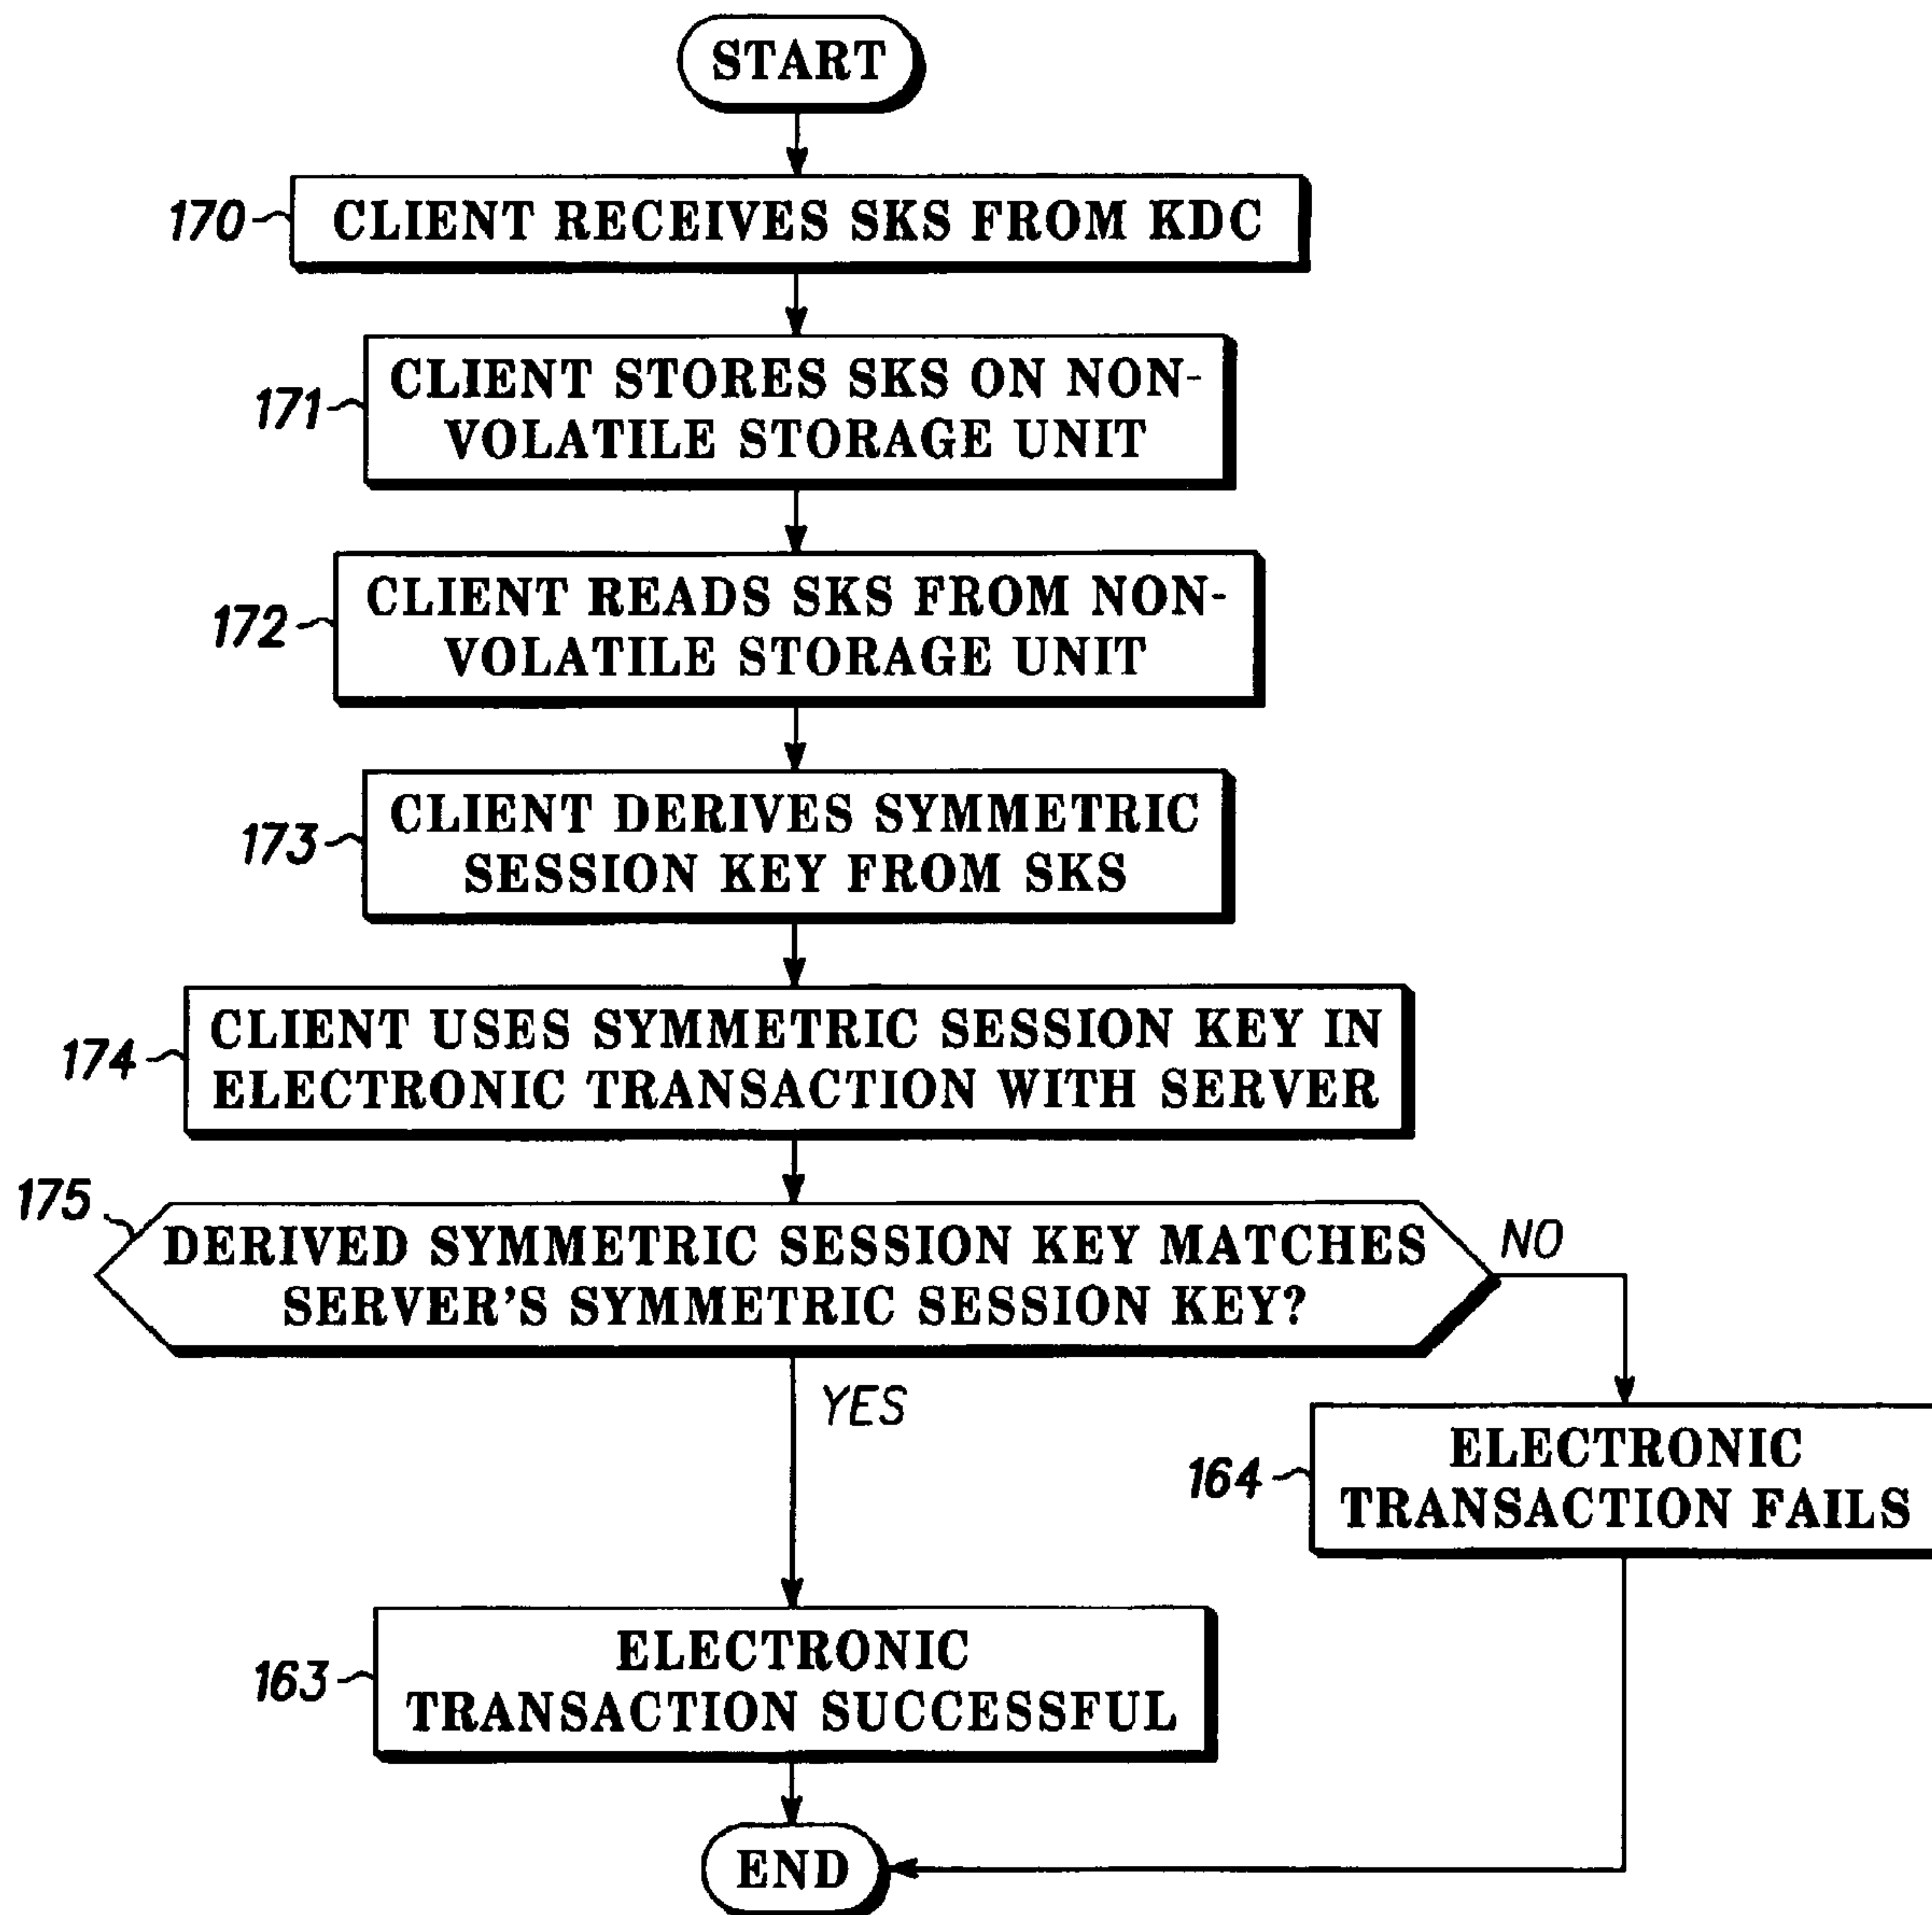 START
170
CLIENT RECEIVES SKS FROM KDC
171
CLIENT STORES SKS ON NON-
VOLATILE STORAGE UNIT
172
CLIENT READS SKS FROM NON-
VOLATILE STORAGE UNIT
173
CLIENT DERIVES SYMMETRIC
SESSION KEY FROM SKS
174
CLIENT USES SYMMETRIC SESSION KEY IN
ELECTRONIC TRANSACTION WITH SERVER
175
DERIVED SYMMETRIC SESSION KEY MATCHES
SERVER'S SYMMETRIC SESSION KEY?
NO
YES
164
ELECTRONIC
TRANSACTION FAILS
163
ELECTRONIC
TRANSACTION SUCCESSFUL
END